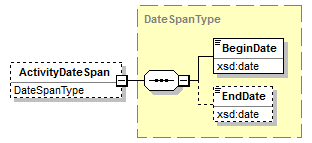 DateSpanType
BeginDate
xsd:date
ActivityDateSpan
DateSpanType
EndDate
xsd:date